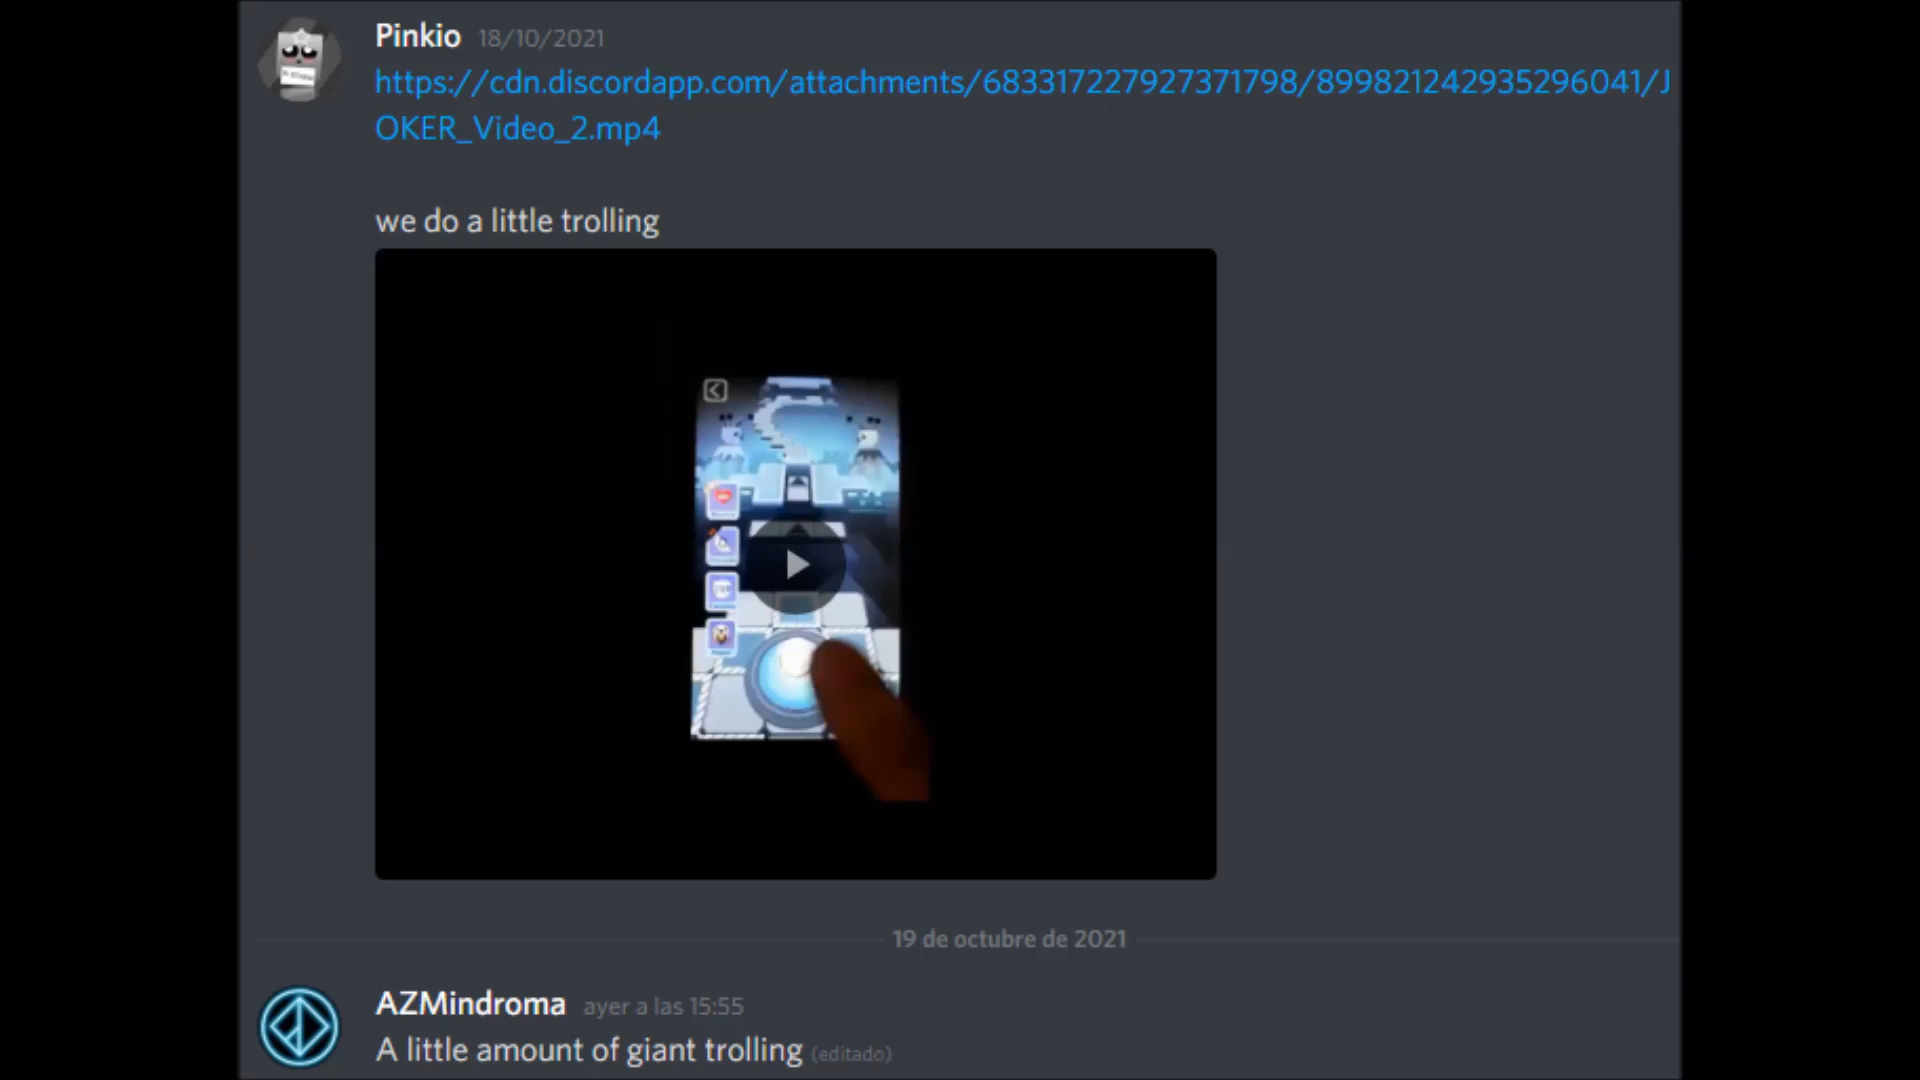 Pinkio 18/10/2021
https://cdn.discordapp.com/attachments/683317227927371798/899821242935296041/J
OKER_Video_2.mp4
we do a little trolling
19 de octubre de 2021
AZMindroma ayer a las 15:55
A little amount of giant trolling (editado)